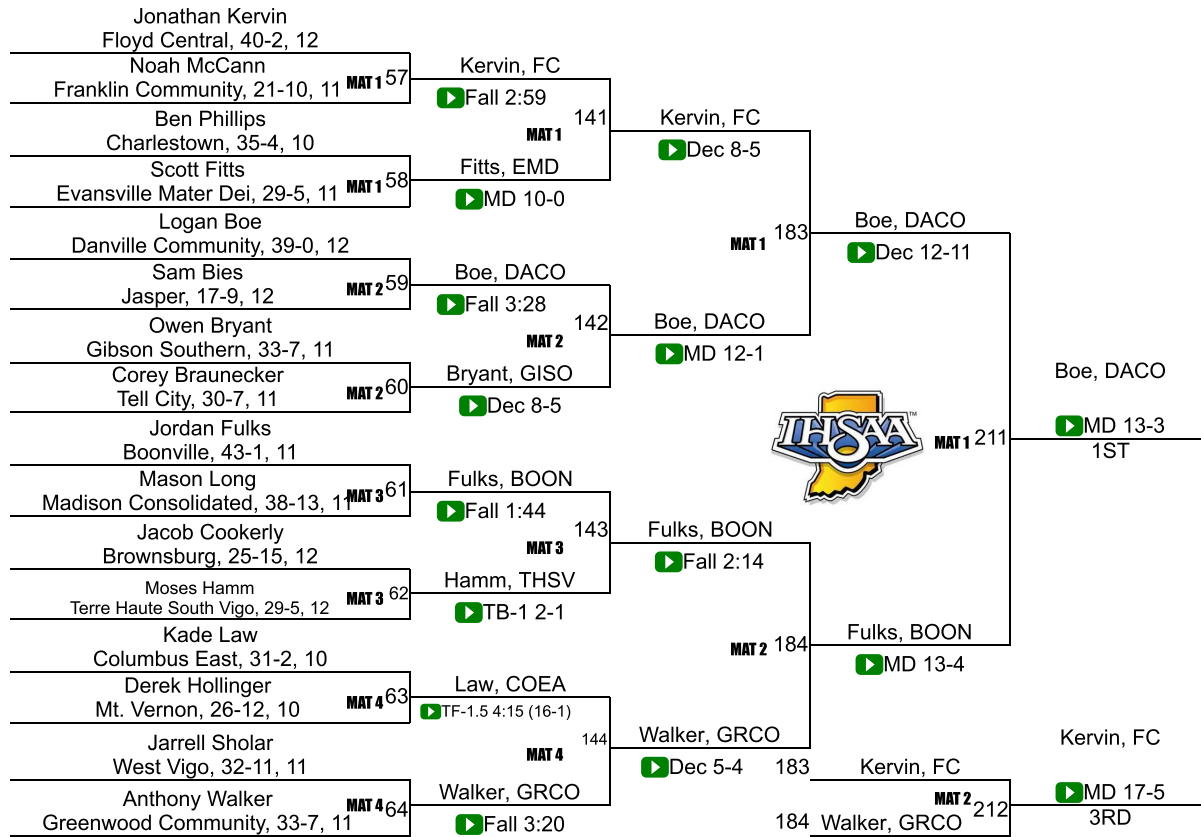 Jonathan Kervin
Floyd Central, 40-2, 12
Noah McCann
Franklin Community, 21-10, 11
MAT 1 57
Kervin, FC
Fall 2:59
Ben Phillips
Charlestown, 35-4, 10
Scott Fitts
Evansville Mater Dei, 29-5, 11
MAT 1 58
Fitts, EMD
MD 10-0
MAT 1 141
Kervin, FC
Dec 8-5
Logan Boe
Danville Community, 39-0, 12
Sam Bies
Jasper, 17-9, 12
MAT 2 59
Boe, DACO
Fall 3:28
Owen Bryant
Gibson Southern, 33-7, 11
Corey Braunecker
Tell City, 30-7, 11
MAT 2 60
Bryant, GISO
Dec 8-5
MAT 2 142
Boe, DACO
MD 12-1
MAT 1 183
Boe, DACO
Dec 12-11
Jordan Fulks
Boonville, 43-1, 11
Mason Long
Madison Consolidated, 38-13, 11
MAT 3 61
Fulks, BOON
Fall 1:44
Jacob Cookerly
Brownsburg, 25-15, 12
Moses Hamm
Terre Haute South Vigo, 29-5, 12
MAT 3 62
Hamm, THSV
TB-1 2-1
MAT 3 143
Fulks, BOON
Fall 2:14
Kade Law
Columbus East, 31-2, 10
Derek Hollinger
Mt. Vernon, 26-12, 10
MAT 4 63
Law, COEA
TF-1.5 4:15 (16-1)
Jarrell Sholar
West Vigo, 32-11, 11
Anthony Walker
Greenwood Community, 33-7, 11
MAT 4 64
Walker, GRCO
Fall 3:20
MAT 4 144
Walker, GRCO
Dec 5-4
MAT 2 184
Fulks, BOON
MD 13-4
IHSAA™
MAT 1 211
Boe, DACO
MD 13-3
1ST
183 Kervin, FC
184 Walker, GRCO
MAT 2 212
Kervin, FC
MD 17-5
3RD